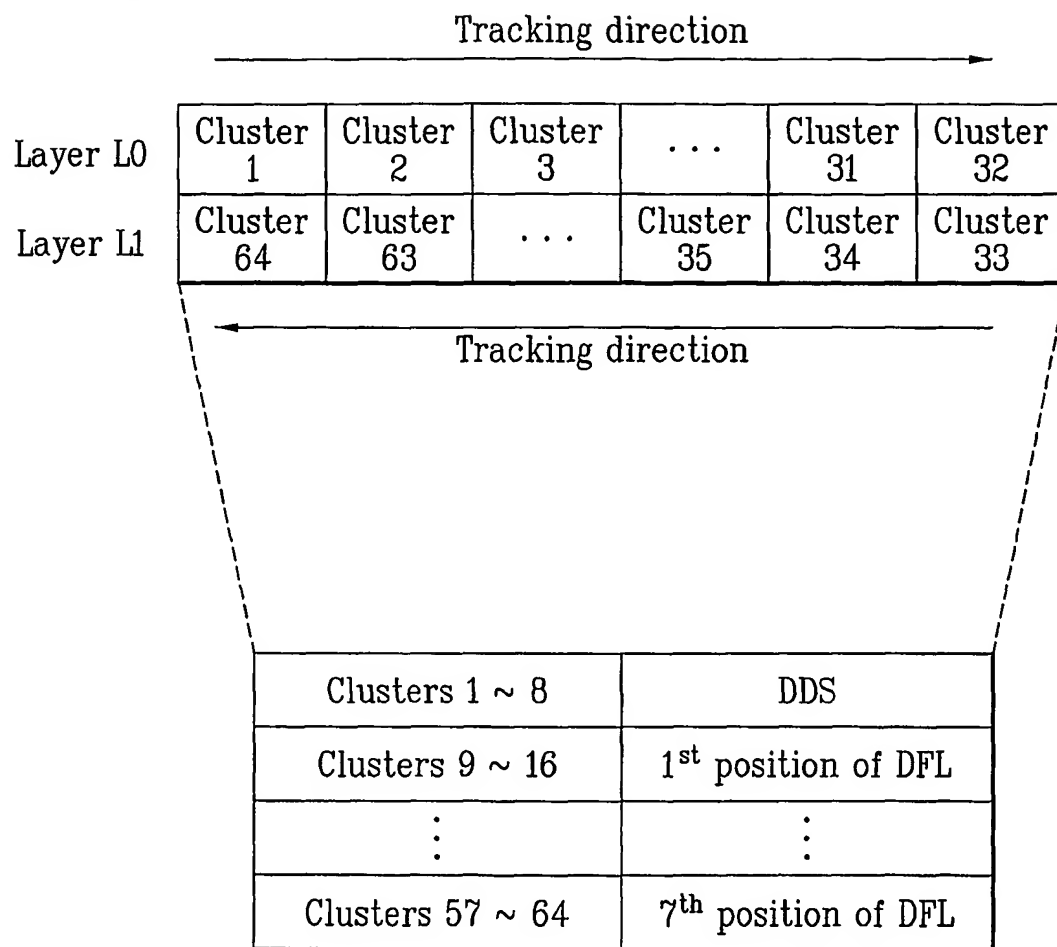 Tracking direction
Layer L0
Cluster 1
Cluster 2
Cluster 3
...
Cluster 31
Cluster 32
Layer L1
Cluster 64
Cluster 63
...
Cluster 35
Cluster 34
Cluster 33
Tracking direction
Clusters 1 ~ 8
DDS
Clusters 9 ~ 16
1st position of DFL
⋮
⋮
Clusters 57 ~ 64
7th position of DFL